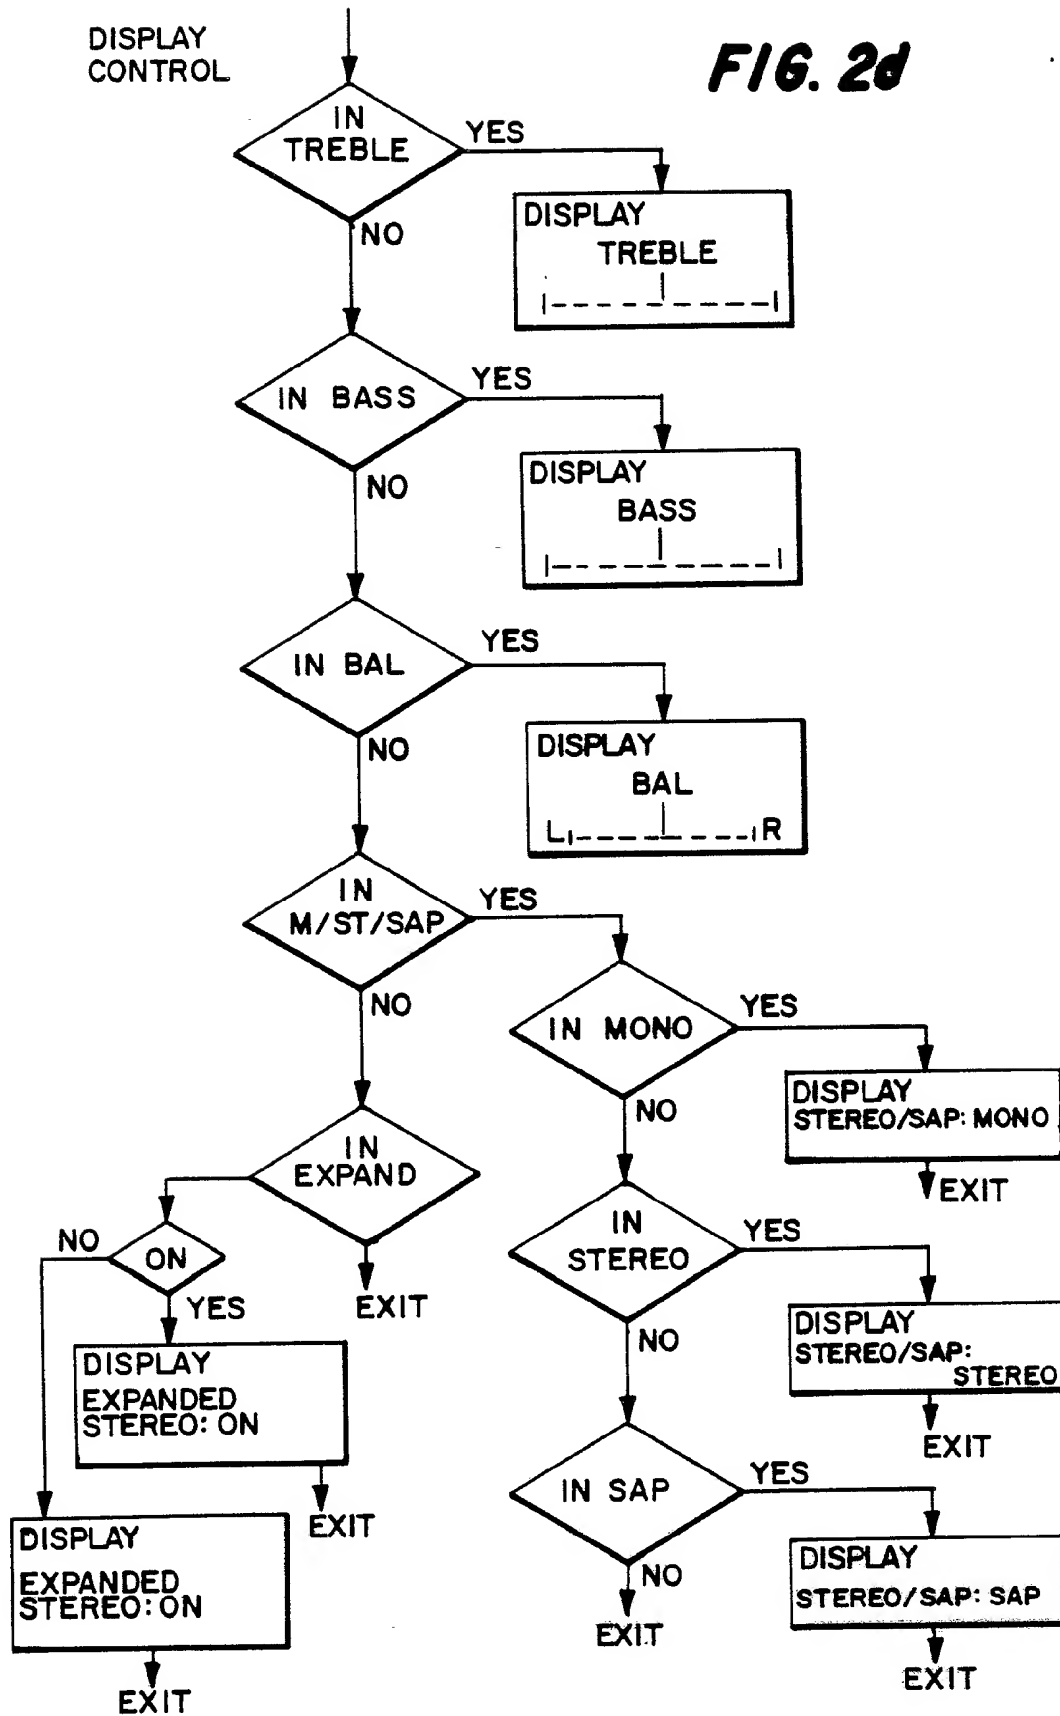 DISPLAY
CONTROL
FIG. 2d
IN
TREBLE
YES
NO
DISPLAY
TREBLE
IN BASS
YES
NO
DISPLAY
BASS
IN BAL
YES
NO
DISPLAY
BAL
L R
IN
M/ST/SAP
YES
NO
IN MONO
YES
NO
DISPLAY
STEREO/SAP: MONO
EXIT
IN
EXPAND
EXIT
NO
ON
YES
DISPLAY
EXPANDED
STEREO: ON
EXIT
DISPLAY
EXPANDED
STEREO: ON
EXIT
IN
STEREO
YES
NO
DISPLAY
STEREO/SAP:
STEREO
EXIT
IN SAP
YES
NO
EXIT
DISPLAY
STEREO/SAP: SAP
EXIT